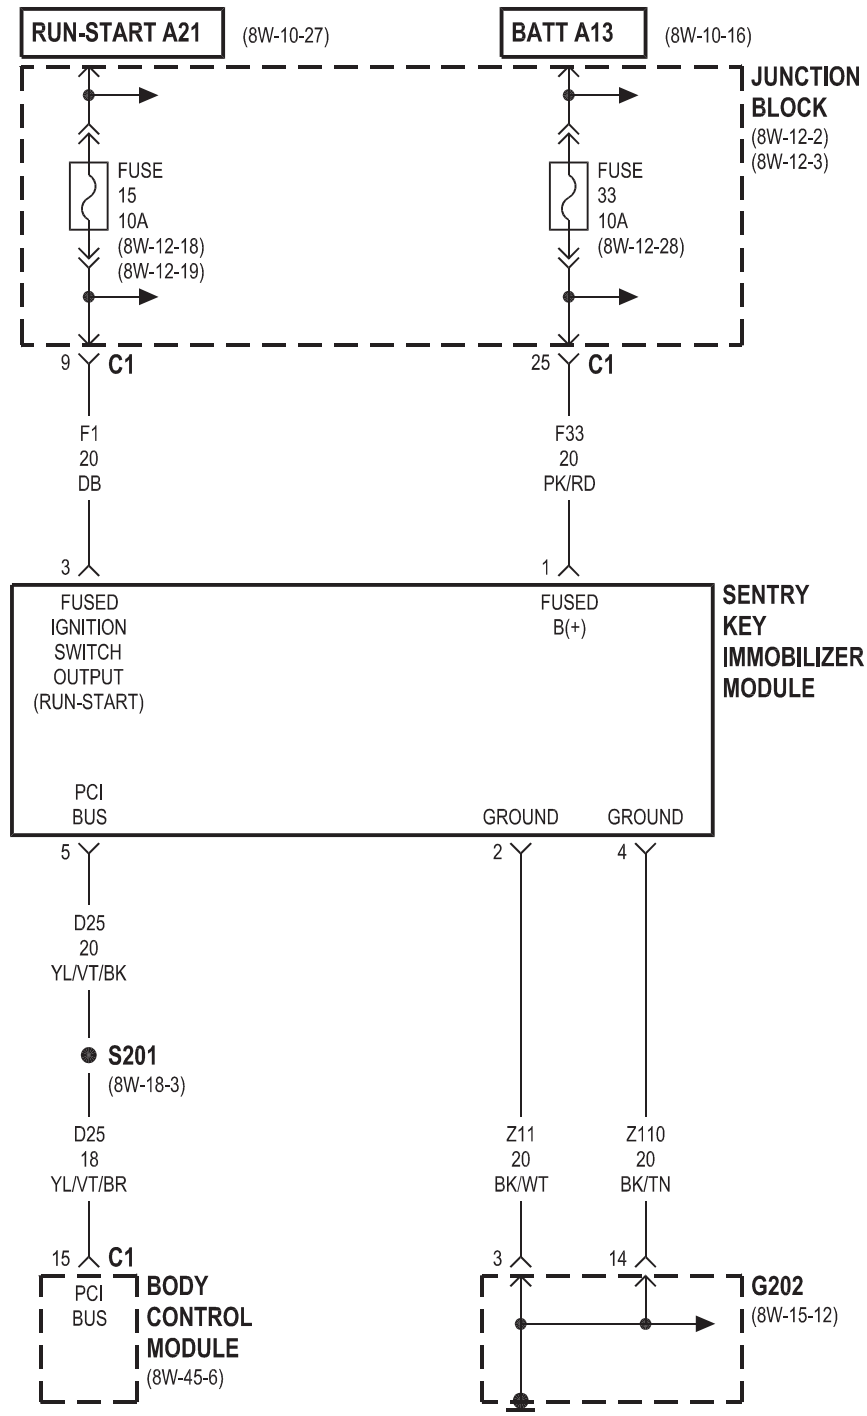 RUN-START A21 (8W-10-27)
BATT A13 (8W-10-16)
JUNCTION
BLOCK
(8W-12-2)
(8W-12-3)
FUSE
15
10A
(8W-12-18)
(8W-12-19)
FUSE
33
10A
(8W-12-28)
9 C1
25 C1
F1
20
DB
F33
20
PK/RD
3
1
FUSED
IGNITION
SWITCH
OUTPUT
(RUN-START)
FUSED
B(+)
SENTRY
KEY
IMMOBILIZER
MODULE
PCI
BUS
GROUND
GROUND
5
2
4
D25
20
YL/VT/BK
S201
(8W-18-3)
D25
18
YL/VT/BR
Z11
20
BK/WT
Z110
20
BK/TN
15 C1
3
14
PCI
BUS
BODY
CONTROL
MODULE
(8W-45-6)
G202
(8W-15-12)